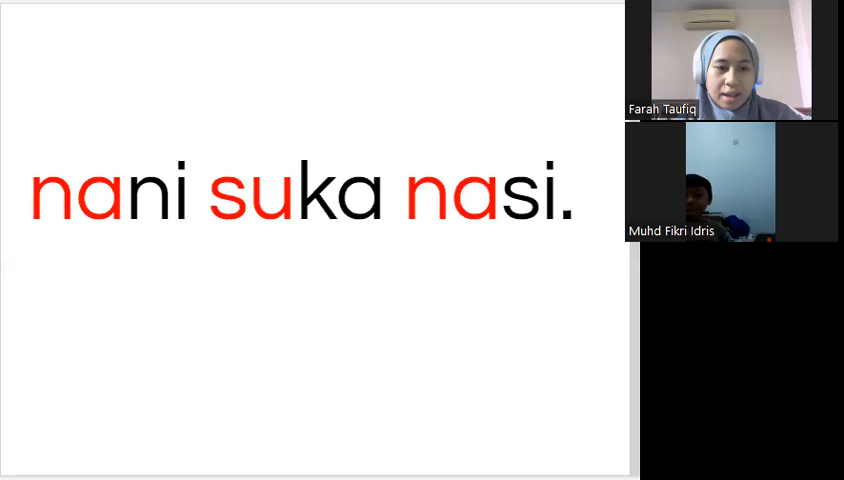 nani suka nasi.
Farah Taufiq
Muhd Fikri Idris